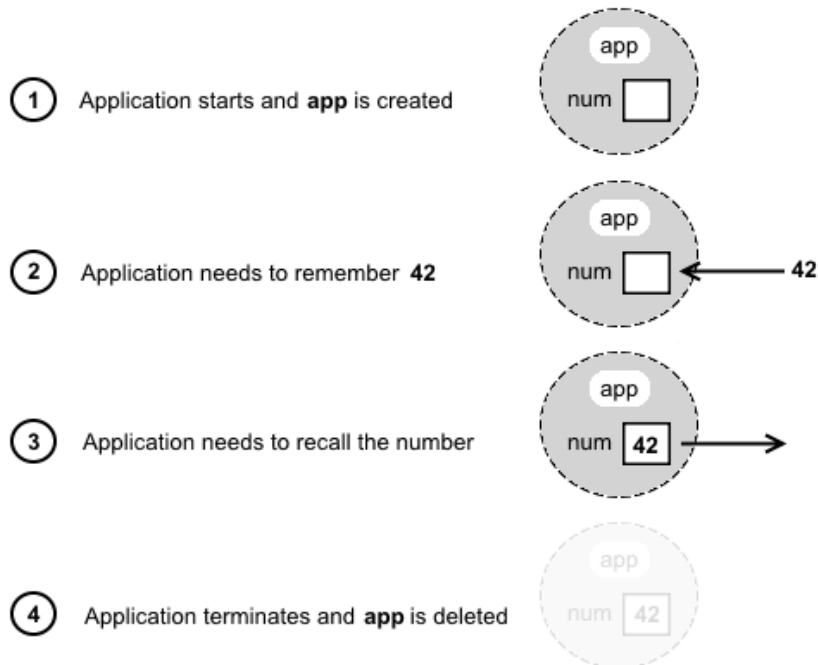 app
1 Application starts and app is created num
app
2 Application needs to remember 42 num 42
app
3 Application needs to recall the number num 42
app
4 Application terminates and app is deleted num 42